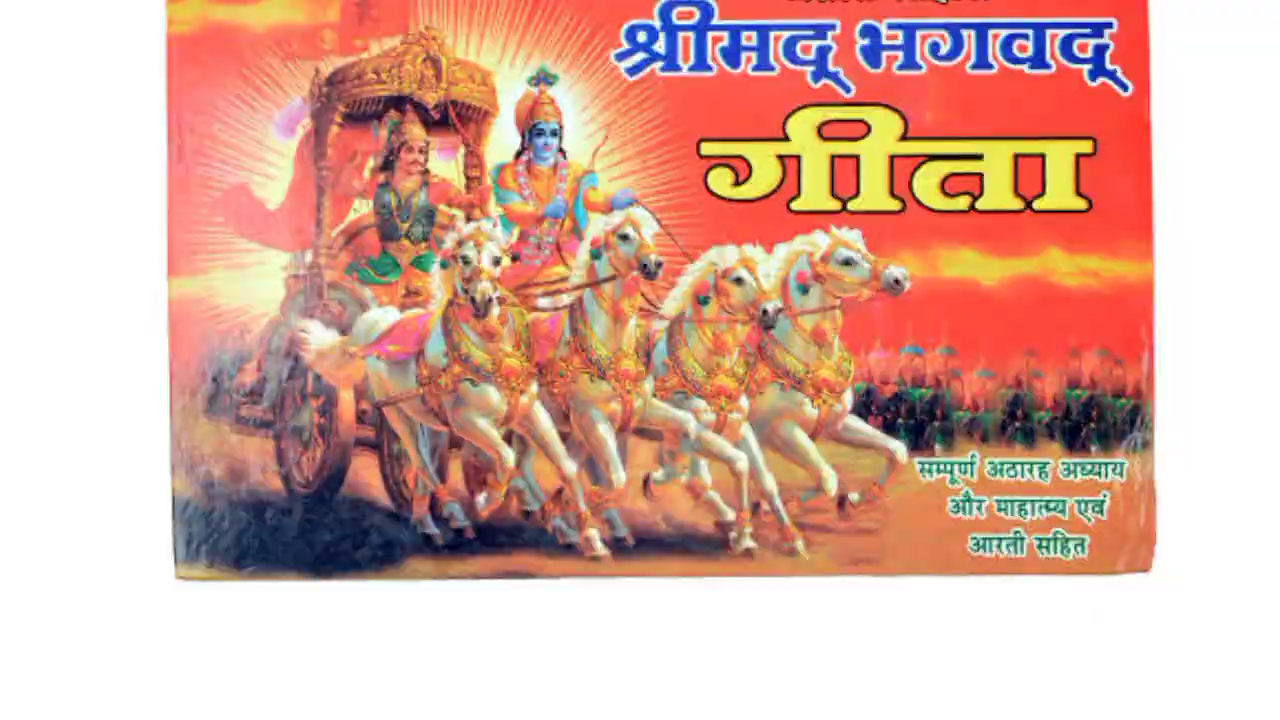 श्रीमद् भगवद्
गीता
सम्पूर्ण अठारह अध्याय
और माहात्म्य एवं
आरती सहित